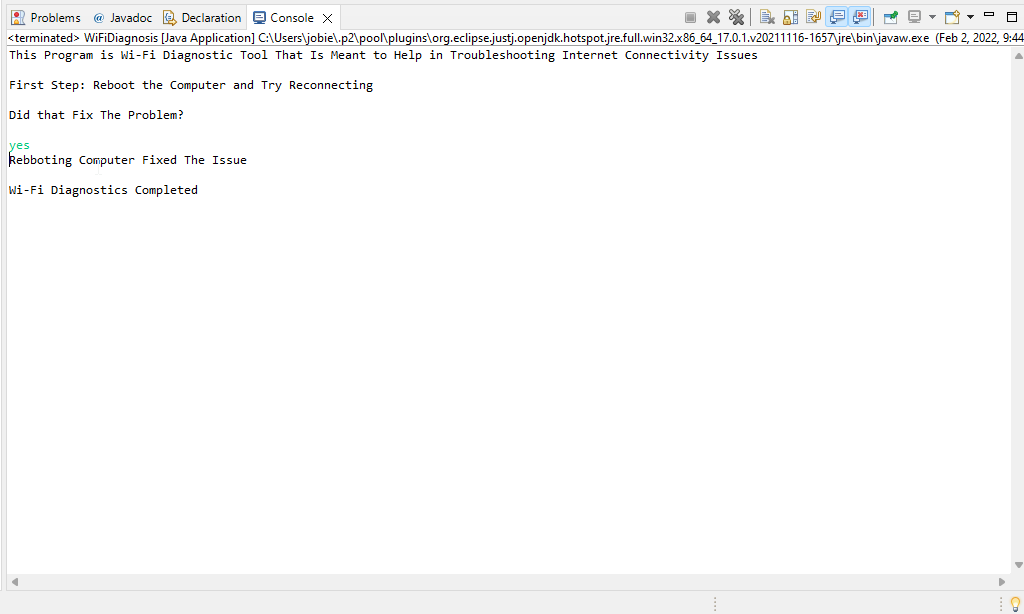 Problems @ Javadoc Declaration Console
<terminated> WiFiDiagnosis [Java Application] C:\Users\jobie\.p2\pool\plugins\org.eclipse.justj.openjdk.hotspot.jre.full.win32.x86_64_17.0.1.v20211116-1657\jre\bin\javaw.exe (Feb 2, 2022, 9:44
This Program is Wi-Fi Diagnostic Tool That Is Meant to Help in Troubleshooting Internet Connectivity Issues
First Step: Reboot the Computer and Try Reconnecting
Did that Fix The Problem?
yes
Rebboting Computer Fixed The Issue
Wi-Fi Diagnostics Completed